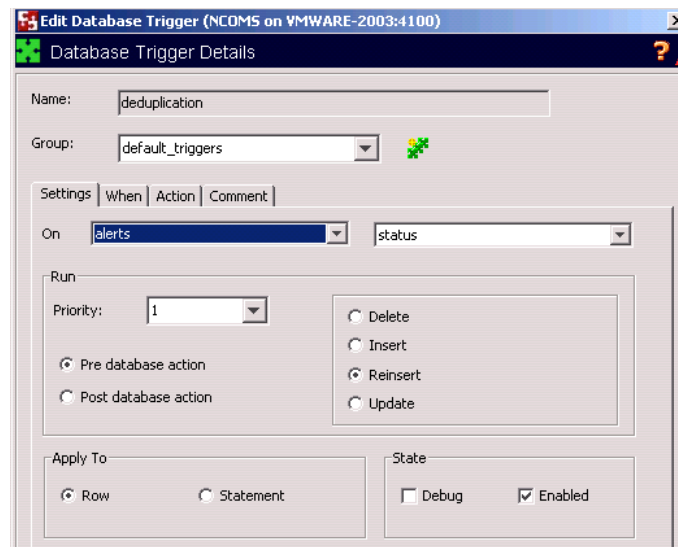 Edit Database Trigger (NCOMS on VMWARE-2003:4100)
Database Trigger Details
?
Name: deduplication
Group: default_triggers
Settings When Action Comment
On alerts status
Run
Priority: 1
Delete
Insert
Pre database action
Reinsert
Post database action
Update
Apply To State
Row Statement Debug Enabled